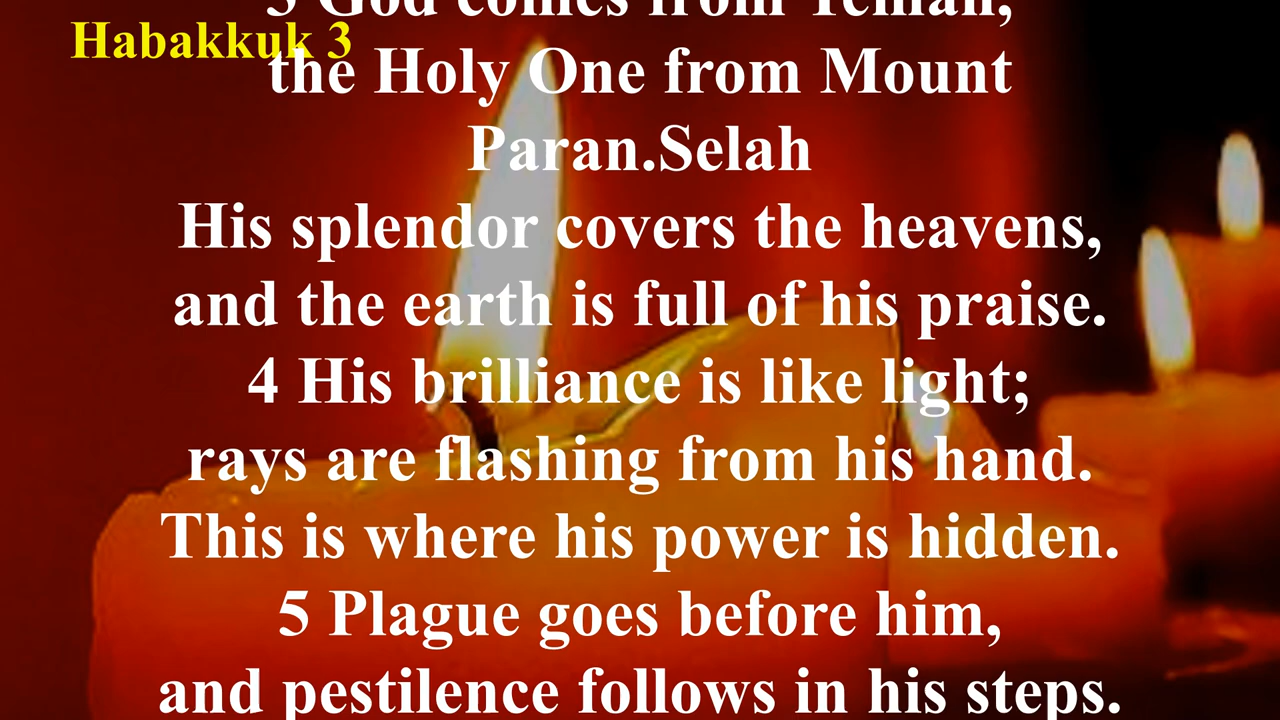 3 God comes from Teman,
Habakkuk 3
the Holy One from Mount
Paran.Selah
His splendor covers the heavens,
and the earth is full of his praise.
4 His brilliance is like light;
rays are flashing from his hand.
This is where his power is hidden.
5 Plague goes before him,
and pestilence follows in his steps.